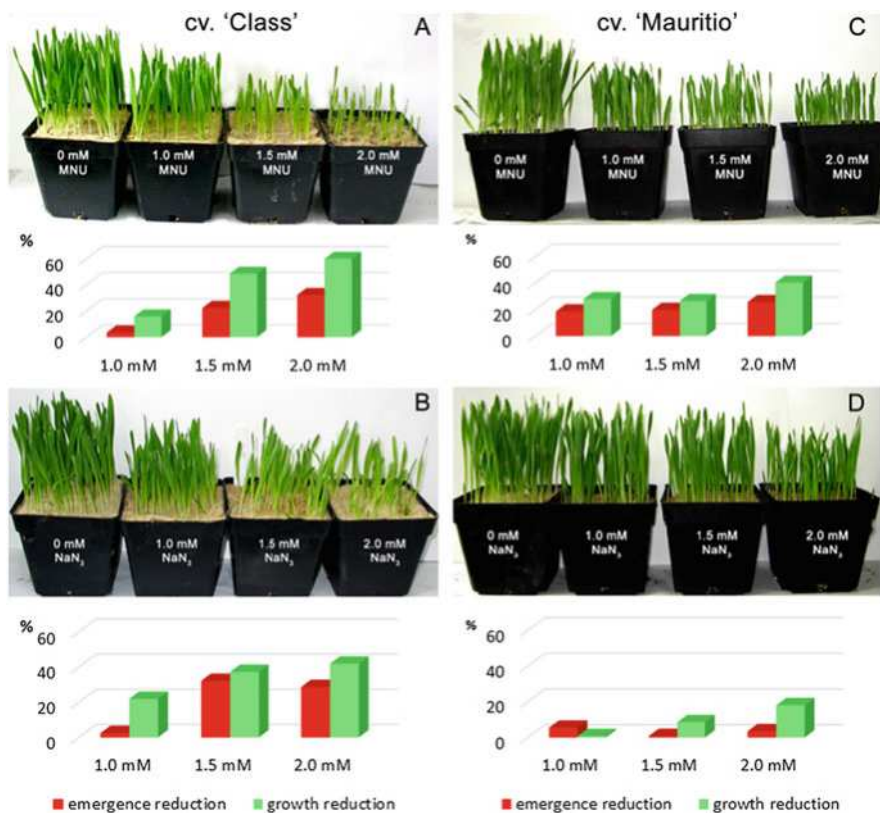 cv. ‘Class’
A
0 mM
MNU
1.0 mM
MNU
1.5 mM
MNU
2.0 mM
MNU
%
60
40
20
0
1.0 mM 1.5 mM 2.0 mM
B
0 mM
NaN₃
1.0 mM
NaN₃
1.5 mM
NaN₃
2.0 mM
NaN₃
%
60
40
20
0
1.0 mM 1.5 mM 2.0 mM
emergence reduction growth reduction
cv. ‘Mauritio’
C
0 mM
MNU
1.0 mM
MNU
1.5 mM
MNU
2.0 mM
MNU
%
60
40
20
0
1.0 mM 1.5 mM 2.0 mM
D
0 mM
NaN₃
1.0 mM
NaN₃
1.5 mM
NaN₃
2.0 mM
NaN₃
%
60
40
20
0
1.0 mM 1.5 mM 2.0 mM
emergence reduction growth reduction